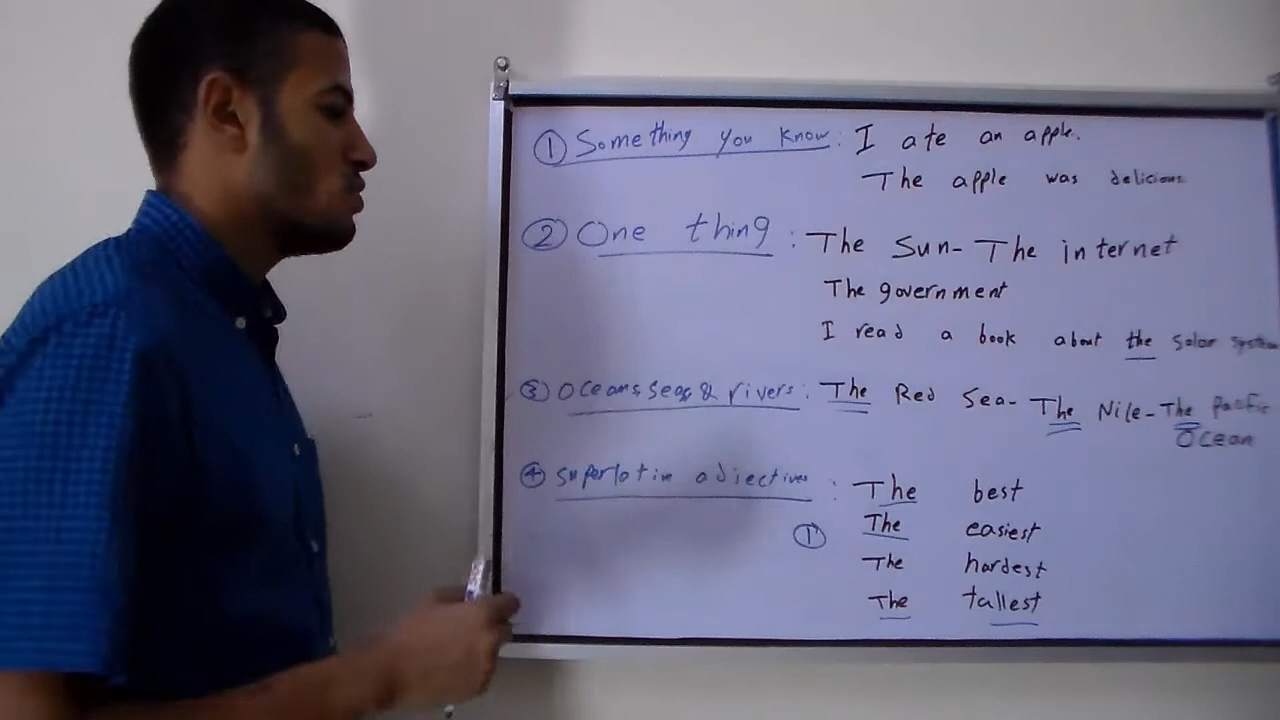 ① Something you know: I ate an apple.
The apple was delicious
② One thing: The Sun- The internet
The government
I read a book about the solar system
③ Oceans, Seas & rivers: The Red Sea- The Nile- The Pacific
Ocean
④ superlative adjectives: The best
① The easiest
The hardest
The tallest